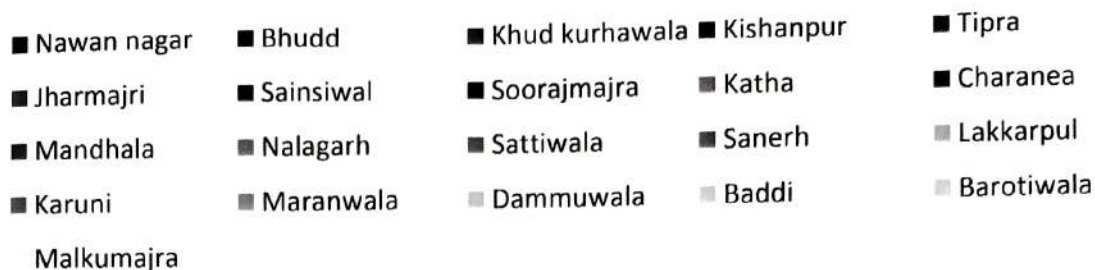 Nawan nagar Bhudd Khud kurhawala Kishanpur Tipra
Jharmajri Sainsiwal Soorajmajra Katha Charanea
Mandhala Nalagarh Sattiwala Sanerh Lakkarpul
Karuni Maranwala Dammuwala Baddi Barotiwala
Malkumajra